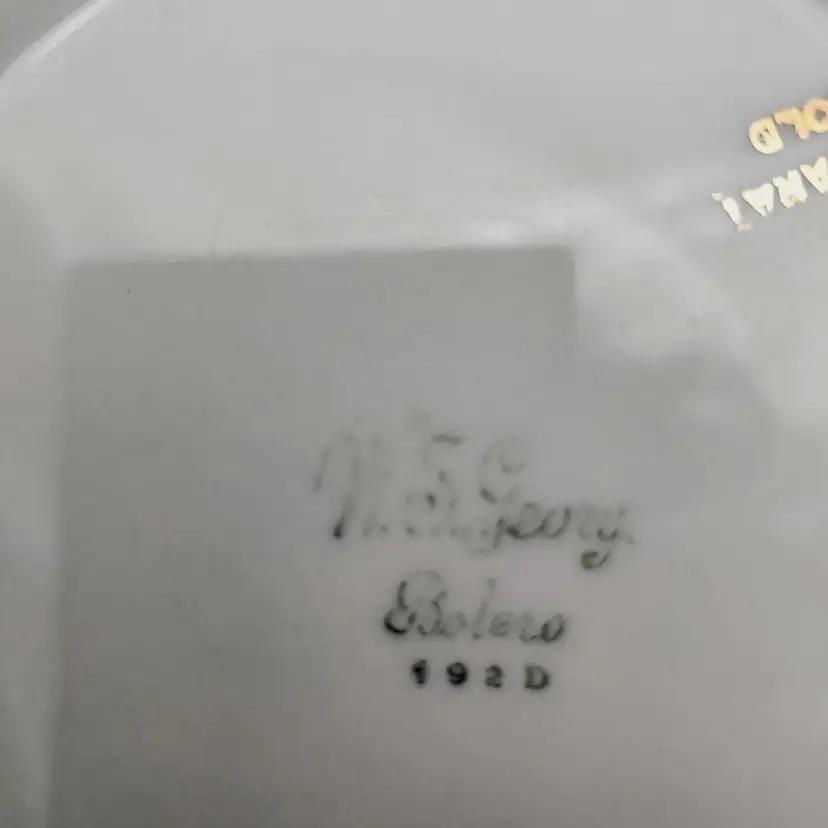 W. S. George
Bolero
192D